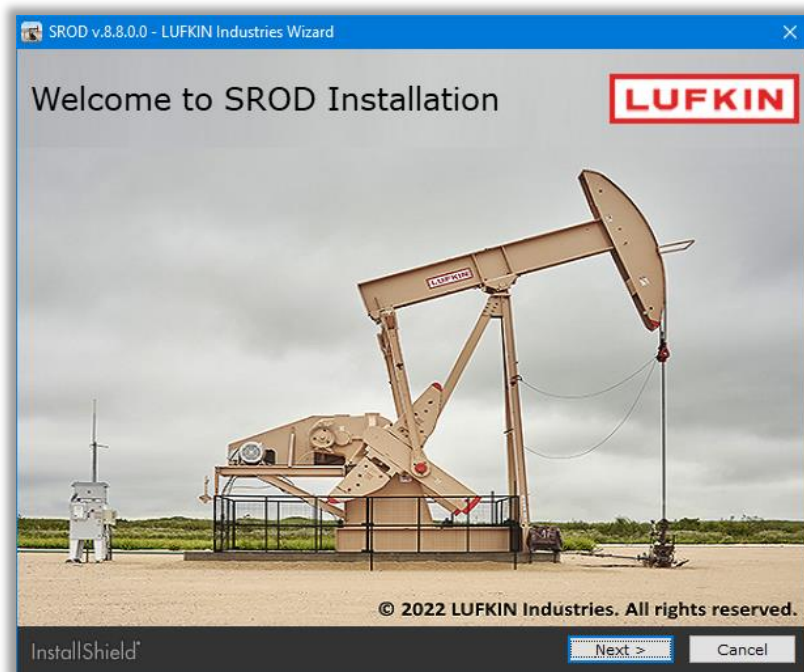 SROD v.8.8.0.0 - LUFKIN Industries Wizard
Welcome to SROD Installation
LUFKIN
LUFKIN
© 2022 LUFKIN Industries. All rights reserved.
InstallShield
Next >
Cancel